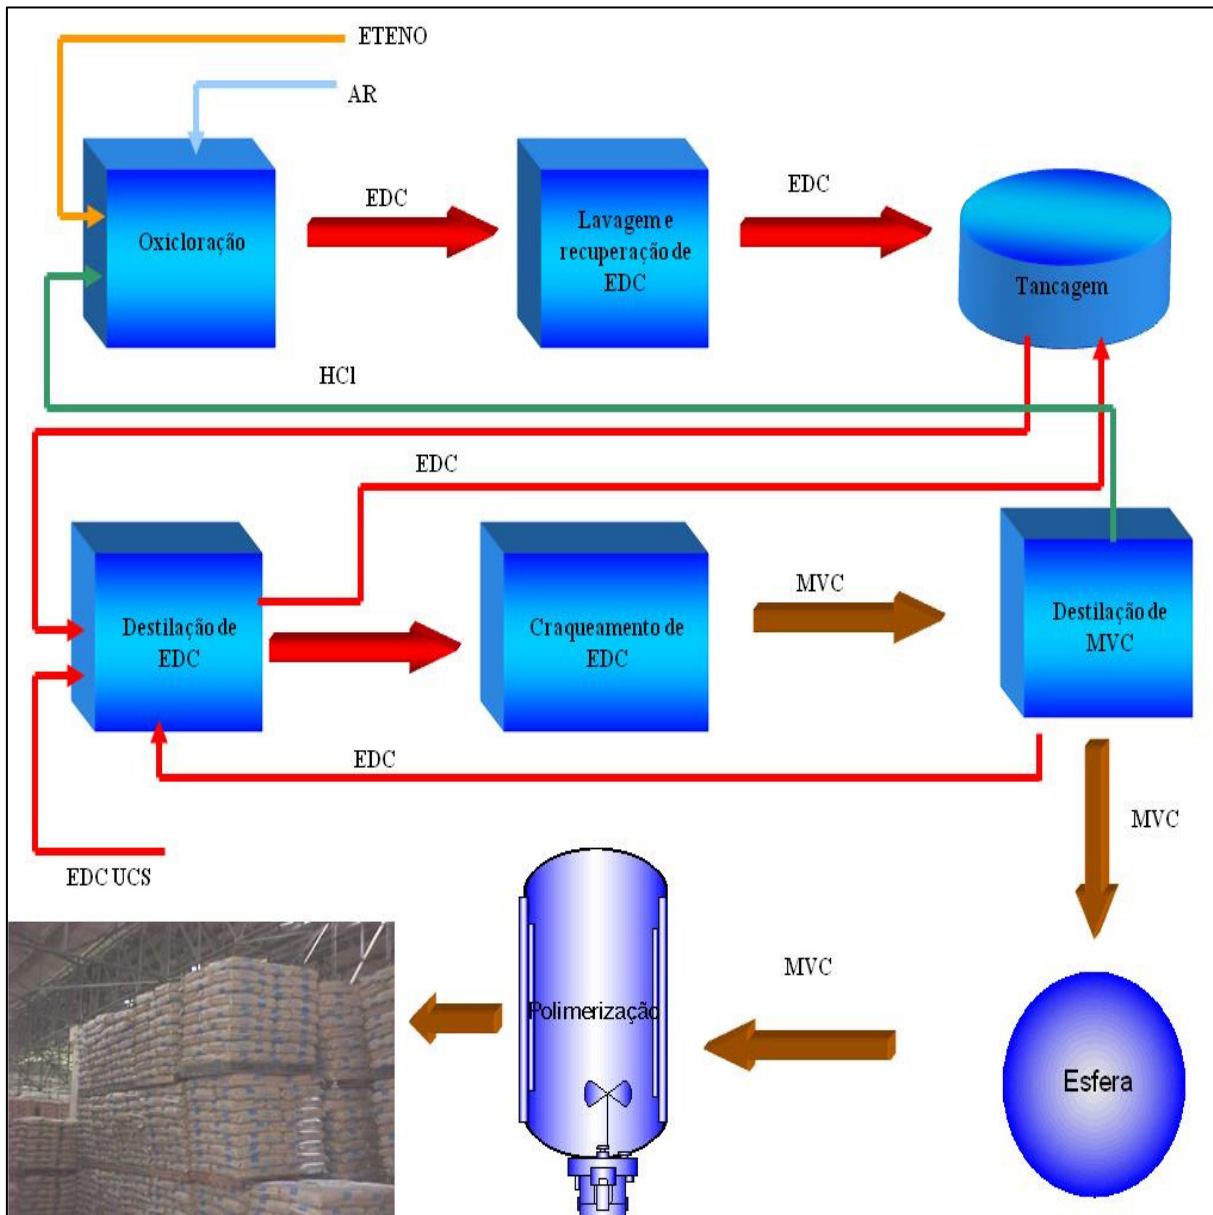 ETENO
AR
EDC
EDC
Oxicloração
Lavagem e
recuperação de
EDC
Tancagem
HCl
EDC
MVC
Destilação de
EDC
Craqueamento de
EDC
Destilação de
MVC
EDC
MVC
EDC UCS
MVC
Polimerização
Esfera